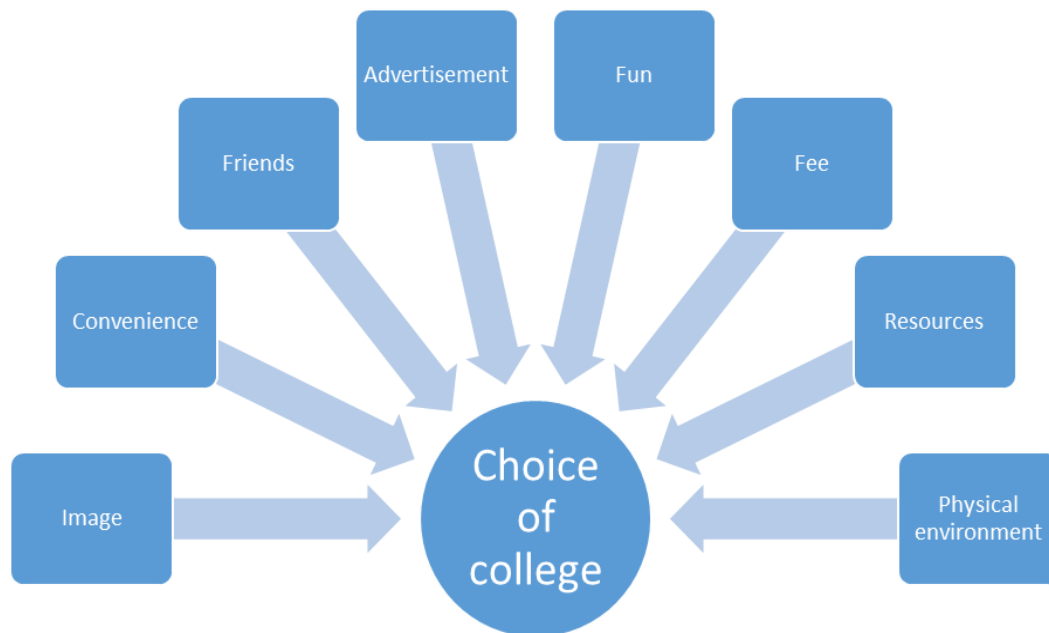 Advertisement
Fun
Friends
Fee
Convenience
Resources
Image
Physical
environment
Choice
of
college